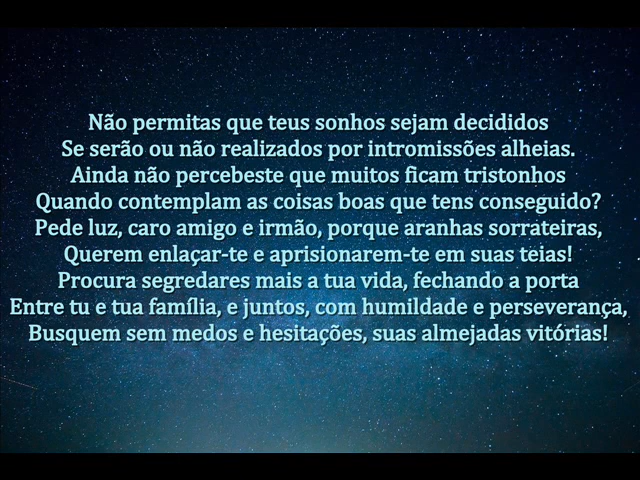 Não permitas que teus sonhos sejam decididos
Se serão ou não realizados por intromissões alheias.
Ainda não percebeste que muitos ficam tristonhos
Quando contemplam as coisas boas que tens conseguido?
Pede luz, caro amigo e irmão, porque aranhas sorrateiras,
Querem enlaçar-te e aprisionarem-te em suas teias!
Procura segredares mais a tua vida, fechando a porta
Entre tu e tua família, e juntos, com humildade e perseverança,
Busquem sem medos e hesitações, suas almejadas vitórias!